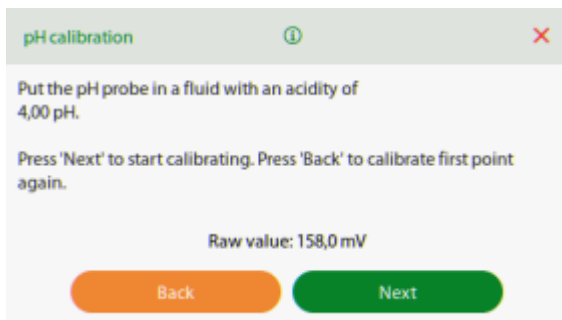 pH calibration
Put the pH probe in a fluid with an acidity of
4,00 pH.
Press 'Next' to start calibrating. Press 'Back' to calibrate first point
again.
Raw value: 158,0 mV
Back
Next